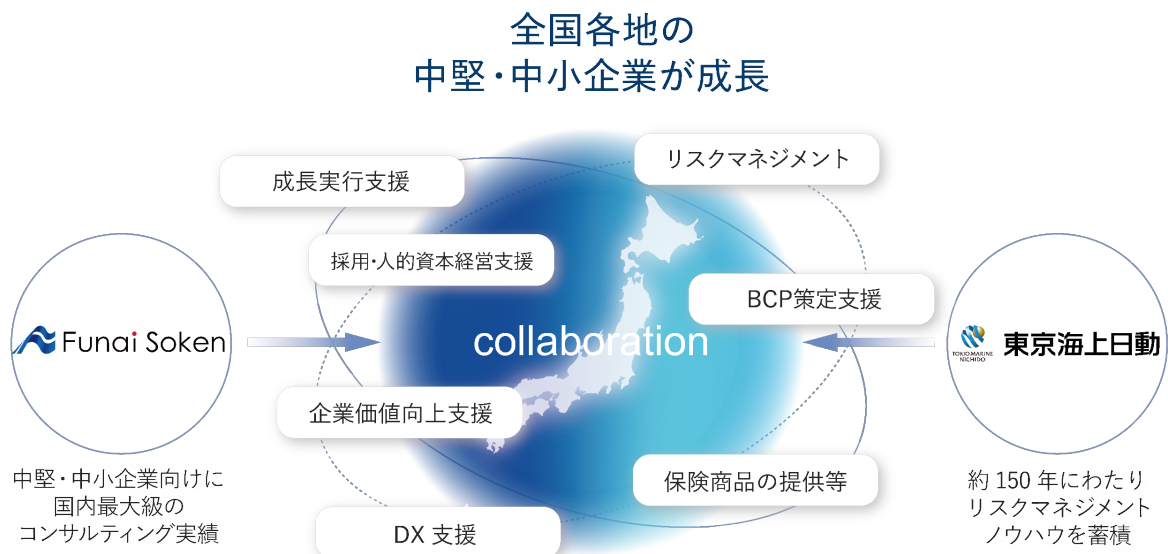 全国各地の
中堅・中小企業が成長
成長実行支援
リスクマネジメント
採用・人的資本経営支援
BCP策定支援
Funai Soken
collaboration
TOKIO MARINE
NICHIDO
東京海上日動
企業価値向上支援
保険商品の提供等
DX 支援
中堅・中小企業向けに
国内最大級の
コンサルティング実績
約 150 年にわたり
リスクマネジメント
ノウハウを蓄積